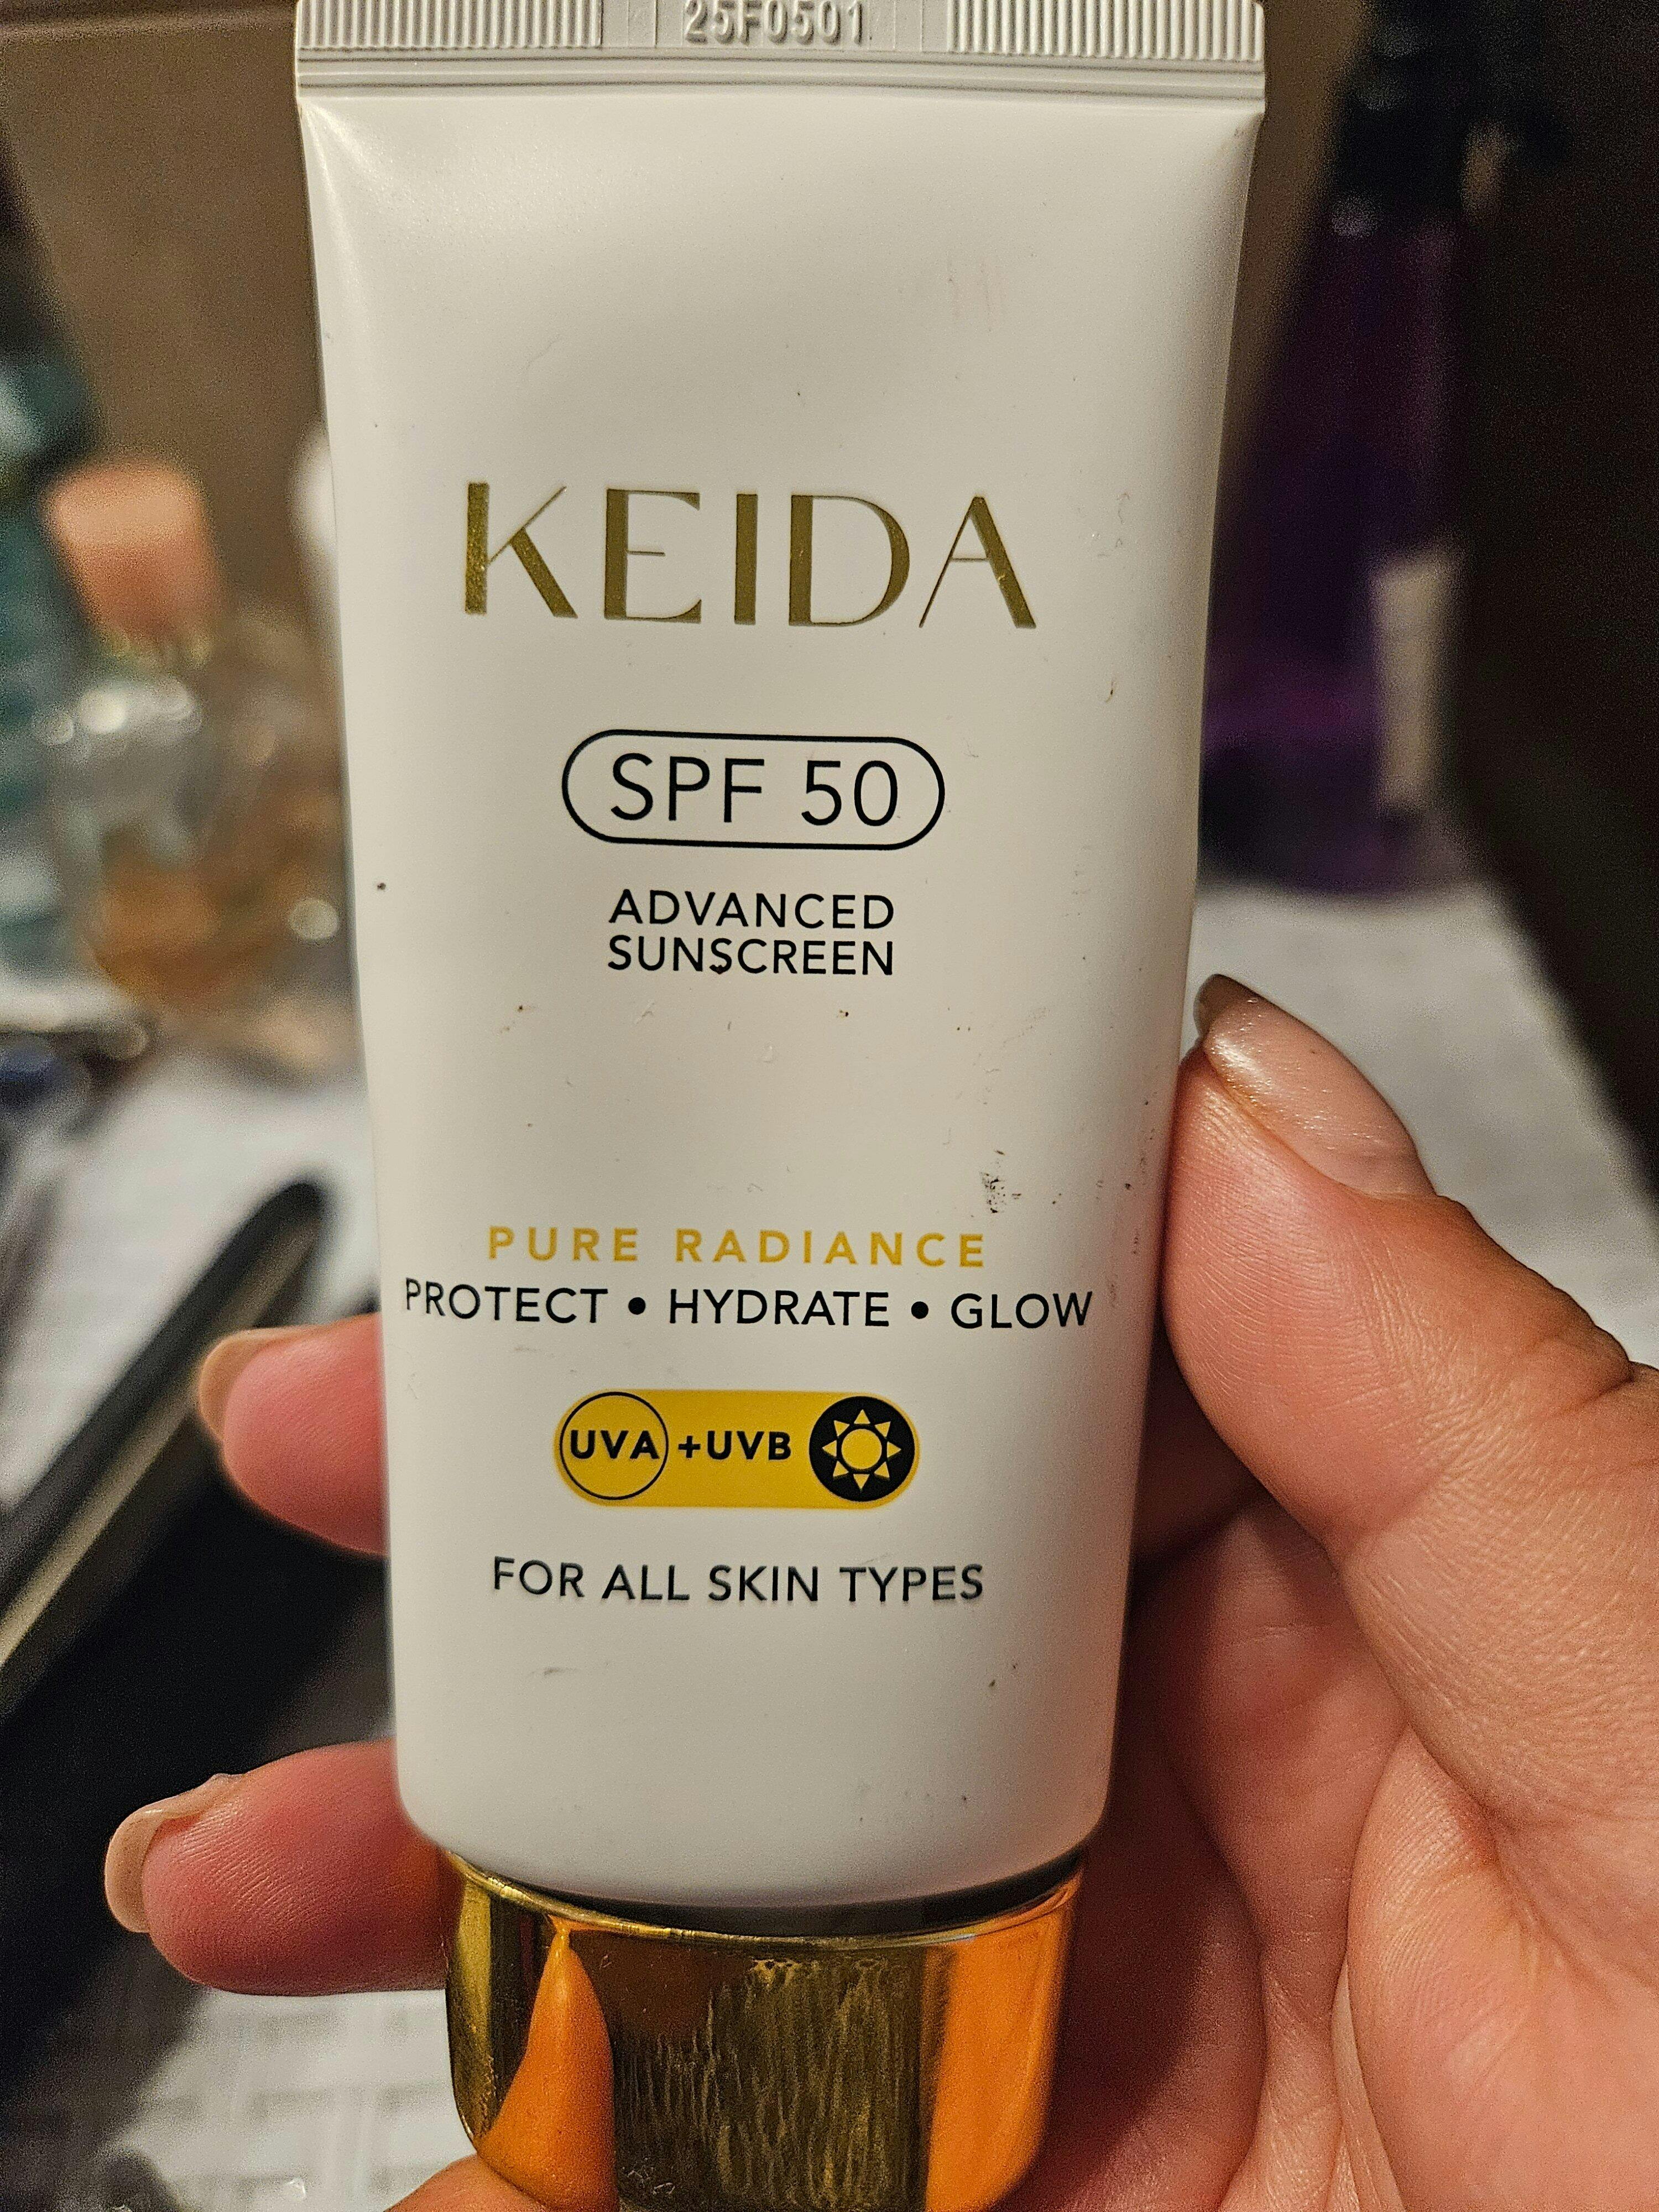 25F0501
KEIDA
SPF 50
ADVANCED
SUNSCREEN
PURE RADIANCE
PROTECT • HYDRATE • GLOW
UVA +UVB
FOR ALL SKIN TYPES